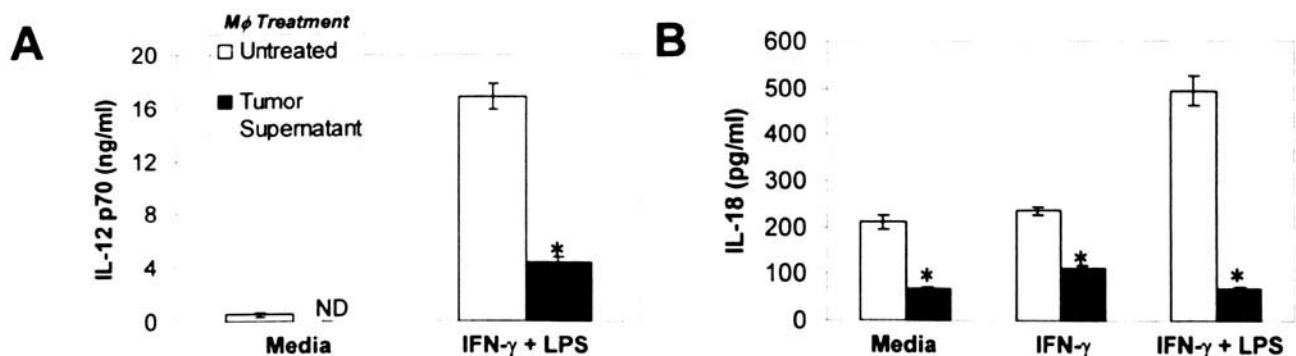 A
Mϕ Treatment
Untreated
Tumor
Supernatant
IL-12 p70 (ng/ml)
20
16
12
8
4
0
ND
*
Media
IFN-γ + LPS
B
IL-18 (pg/ml)
600
500
400
300
200
100
0
*
*
*
Media
IFN-γ
IFN-γ + LPS